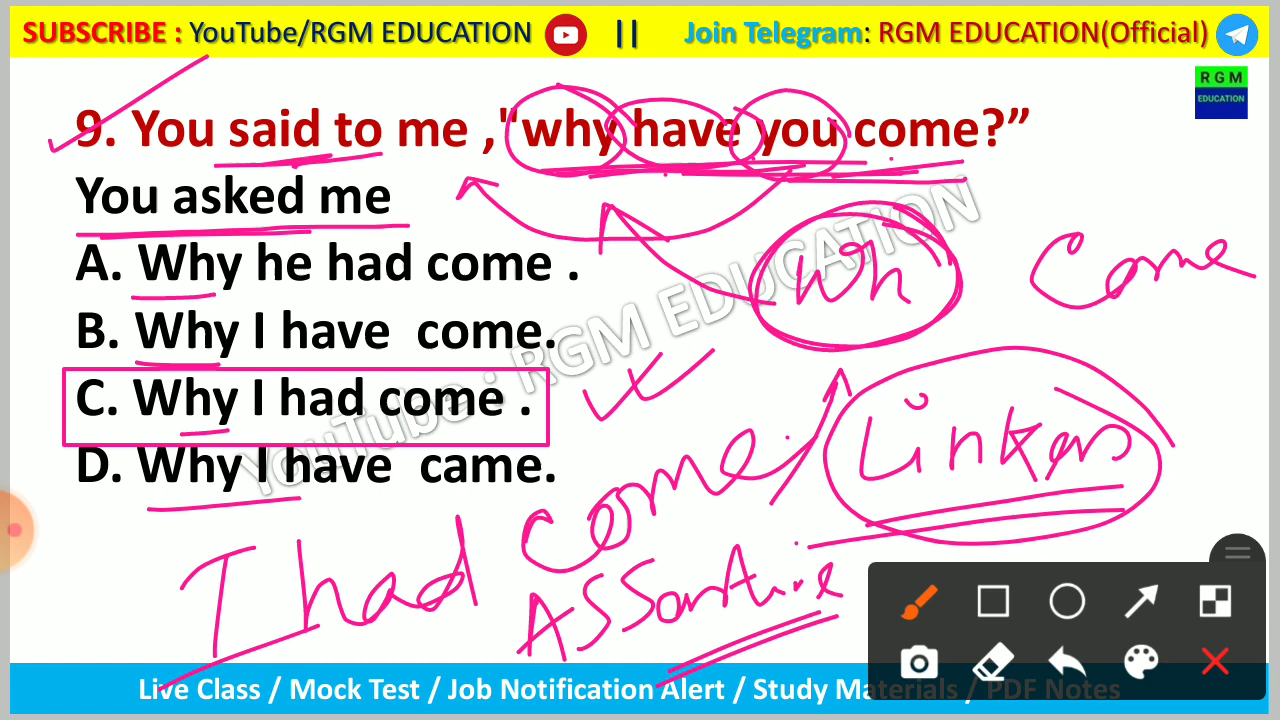 SUBSCRIBE : YouTube/RGM EDUCATION || Join Telegram: RGM EDUCATION(Official)
RGM
EDUCATION
9. You said to me ,"why have you come?”
You asked me
A. Why he had come .
B. Why I have come.
C. Why I had come .
D. Why I have came.
YouTube : RGM EDUCATION
Wh
Come
Linkers
I had come
Assartive
Live Class / Mock Test / Job Notification Alert / Study Materials / PDF Notes